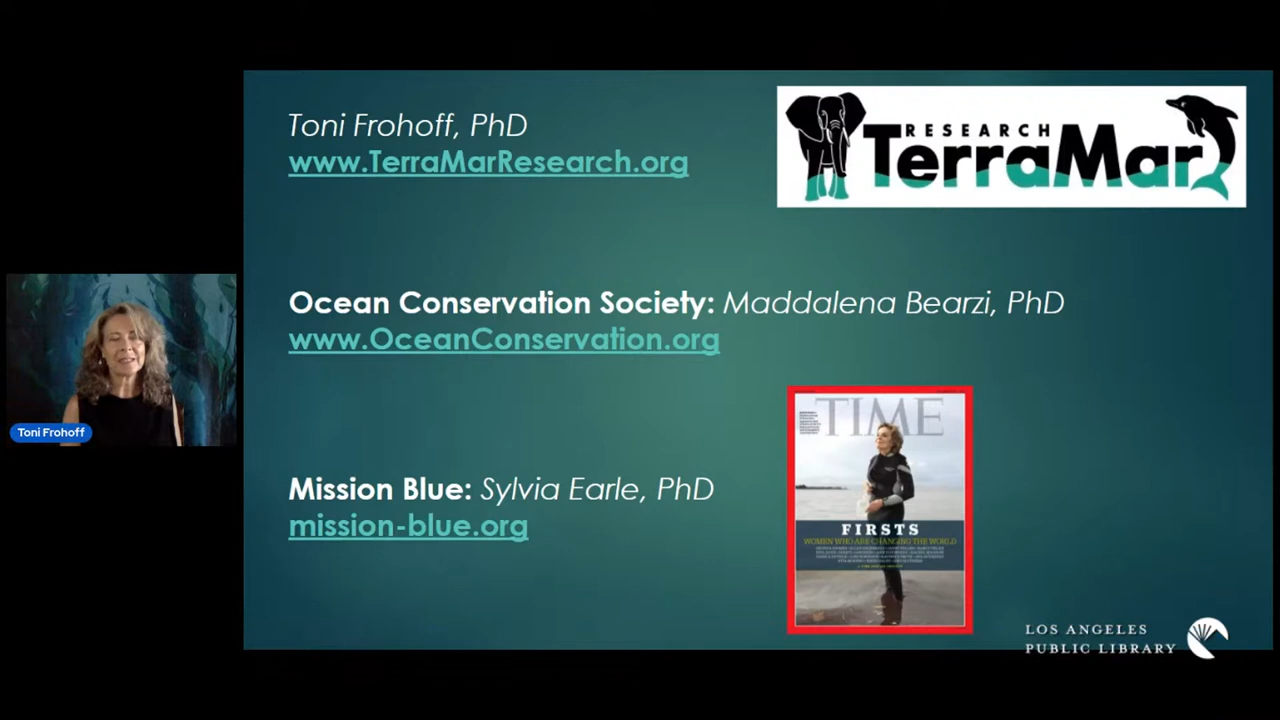 Toni Frohoff, PhD
www.TerraMarResearch.org
RESEARCH
TerraMar
Ocean Conservation Society: Maddalena Bearzi, PhD
www.OceanConservation.org
Toni Frohoff
Mission Blue: Sylvia Earle, PhD
mission-blue.org
TIME
FIRSTS
WOMEN WHO ARE CHANGING THE WORLD
LOS ANGELES
PUBLIC LIBRARY